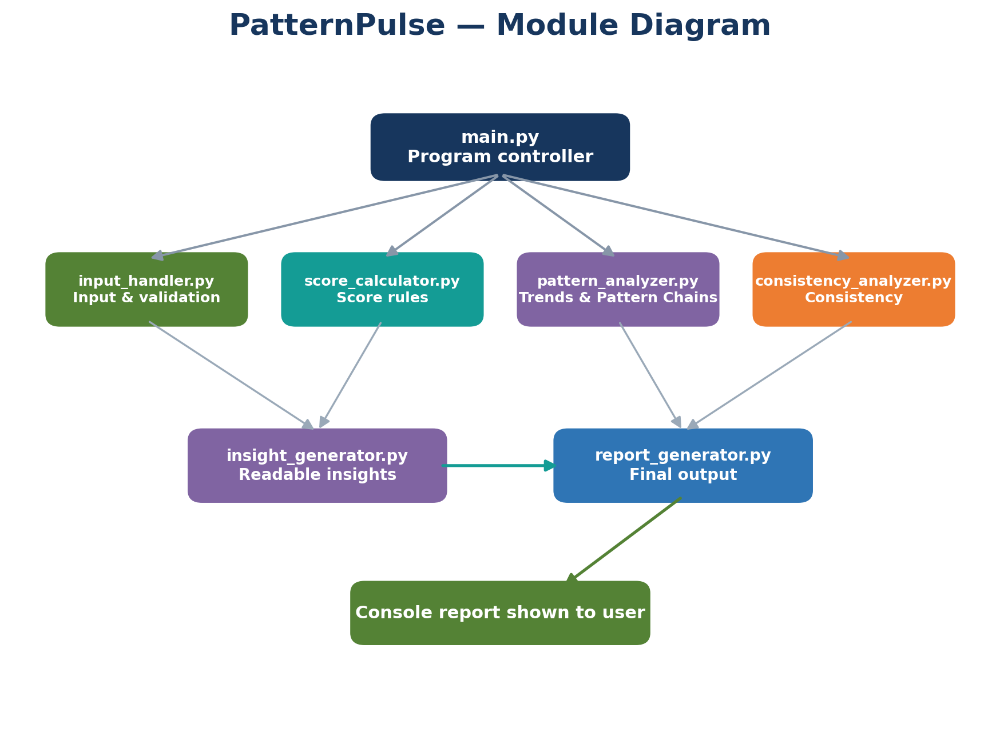 PatternPulse — Module Diagram
main.py
Program controller
input_handler.py
Input & validation
score_calculator.py
Score rules
pattern_analyzer.py
Trends & Pattern Chains
consistency_analyzer.py
Consistency
insight_generator.py
Readable insights
report_generator.py
Final output
Console report shown to user